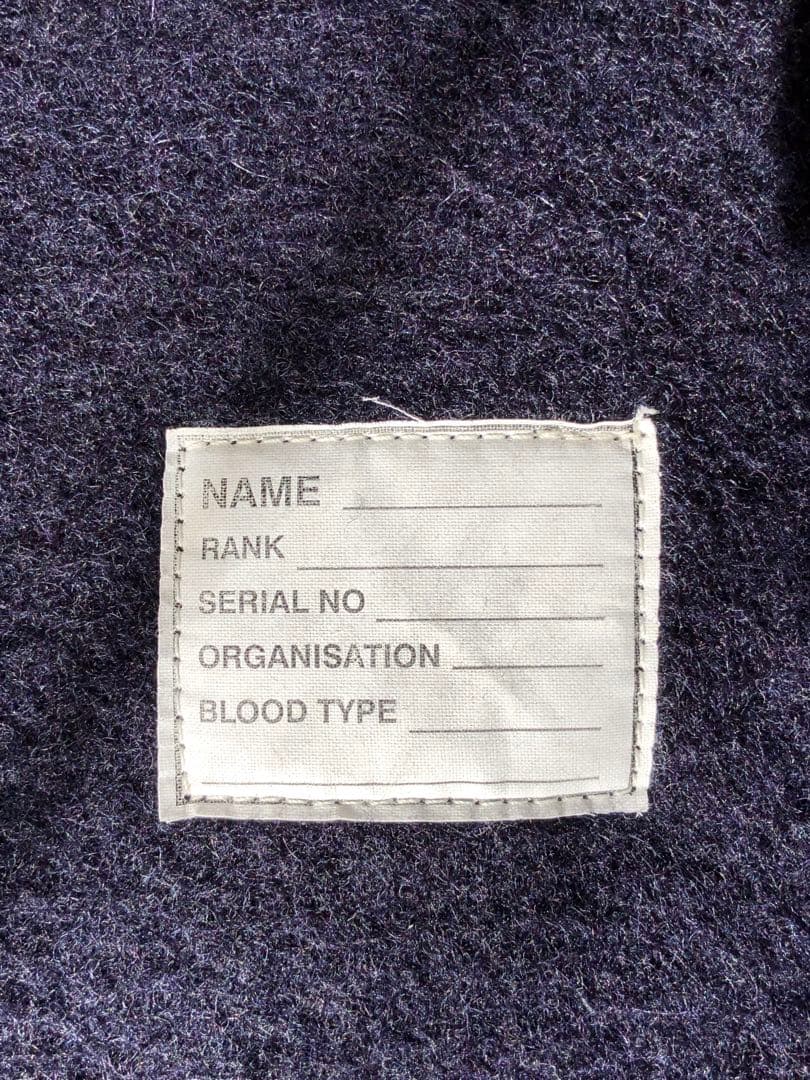 NAME
RANK
SERIAL NO
ORGANISATION
BLOOD TYPE